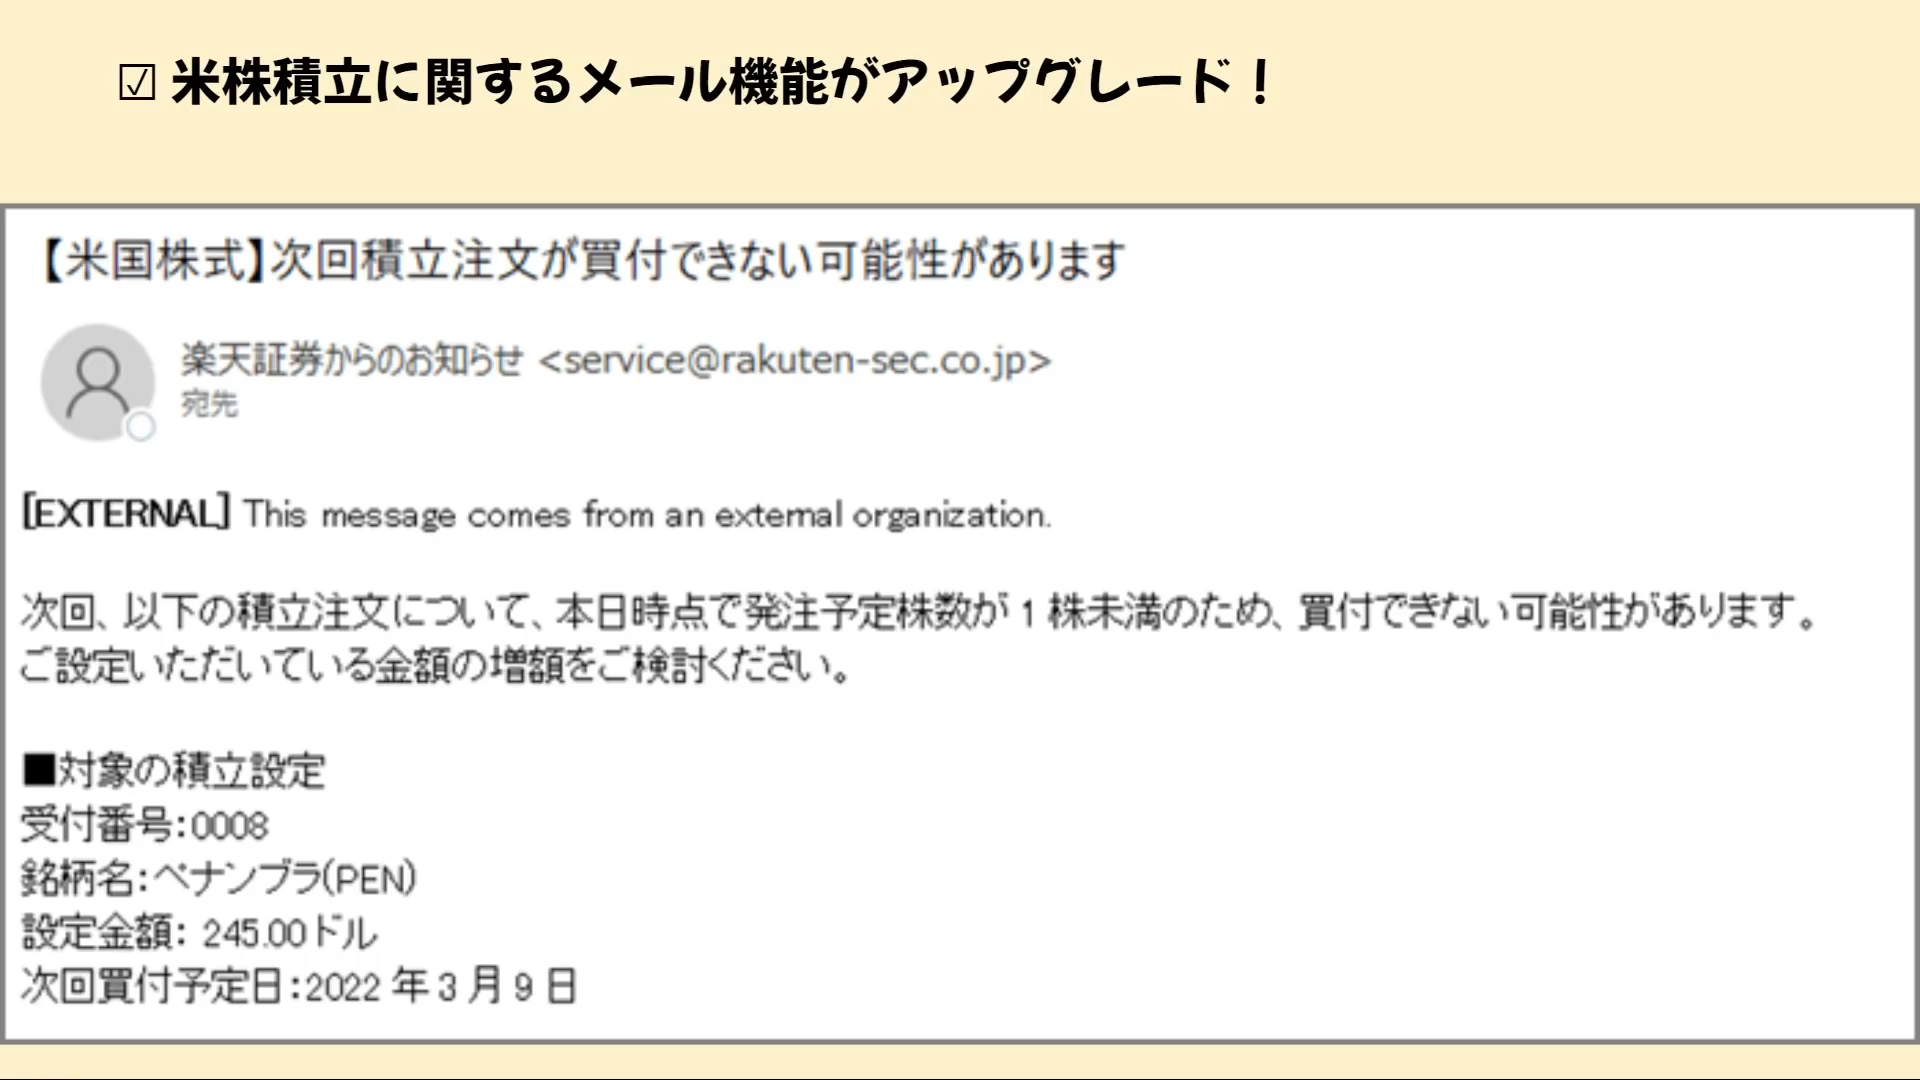 ☑ 米株積立に関するメール機能がアップグレード！
【米国株式】次回積立注文が買付できない可能性があります
楽天証券からのお知らせ <service@rakuten-sec.co.jp>
宛先
[EXTERNAL] This message comes from an external organization.
次回、以下の積立注文について、本日時点で発注予定株数が 1 株未満のため、買付できない可能性があります。
ご設定いただいている金額の増額をご検討ください。
■対象の積立設定
受付番号：0008
銘柄名：ペナンブラ(PEN)
設定金額： 245.00ドル
次回買付予定日：2022 年 3 月 9 日